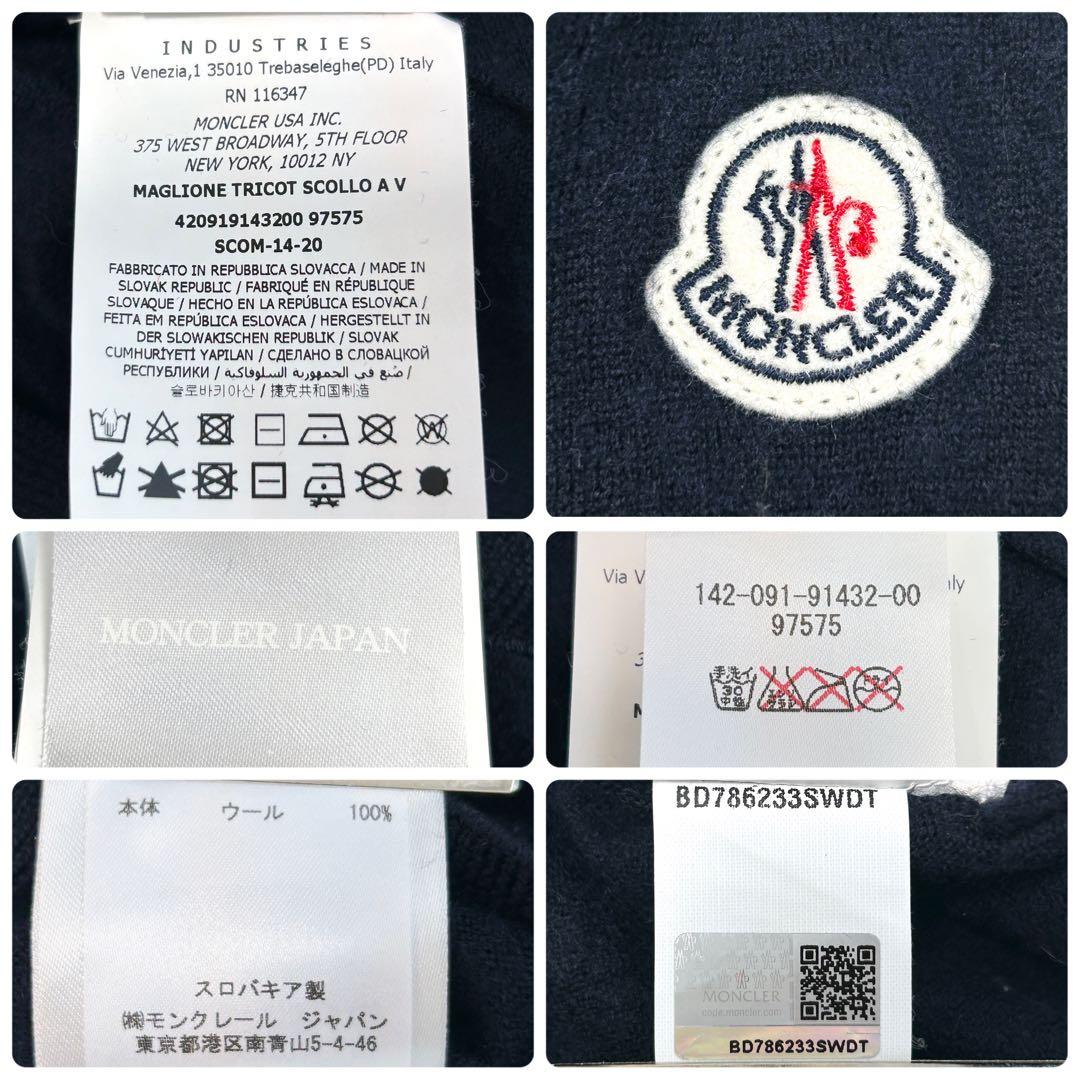 INDUSTRIES
Via Venezia,1 35010 Trebaseleghe(PD) Italy
RN 116347
MONCLER USA INC.
375 WEST BROADWAY, 5TH FLOOR
NEW YORK, 10012 NY
MAGLIONE TRICOT SCOLLO A V
420919143200 97575
SCOM-14-20
FABBRICATO IN REPUBBLICA SLOVACCA / MADE IN
SLOVAK REPUBLIC / FABRIQUÉ EN RÉPUBLIQUE
SLOVAQUE / HECHO EN LA REPÚBLICA ESLOVACA /
FEITA EM REPÚBLICA ESLOVACA / HERGESTELLT IN
DER SLOWAKISCHEN REPUBLIK / SLOVAK
CUMHURİYETİ YAPILAN / СДЕЛАНО В СЛОВАЦКОЙ
РЕСПУБЛИКИ / صُنع في الجمهورية السلوفاكية /
슬로바키아산 / 捷克共和国制造
W
MONCLER
MONCLER JAPAN
Via V
aly
142-091-91432-00
97575
手洗イ
30
中性
本体 ウール 100%
スロバキア製
㈱モンクレール ジャパン
東京都港区南青山5-4-46
BD786233SWDT
MONCLER
code.moncler.com
BD786233SWDT